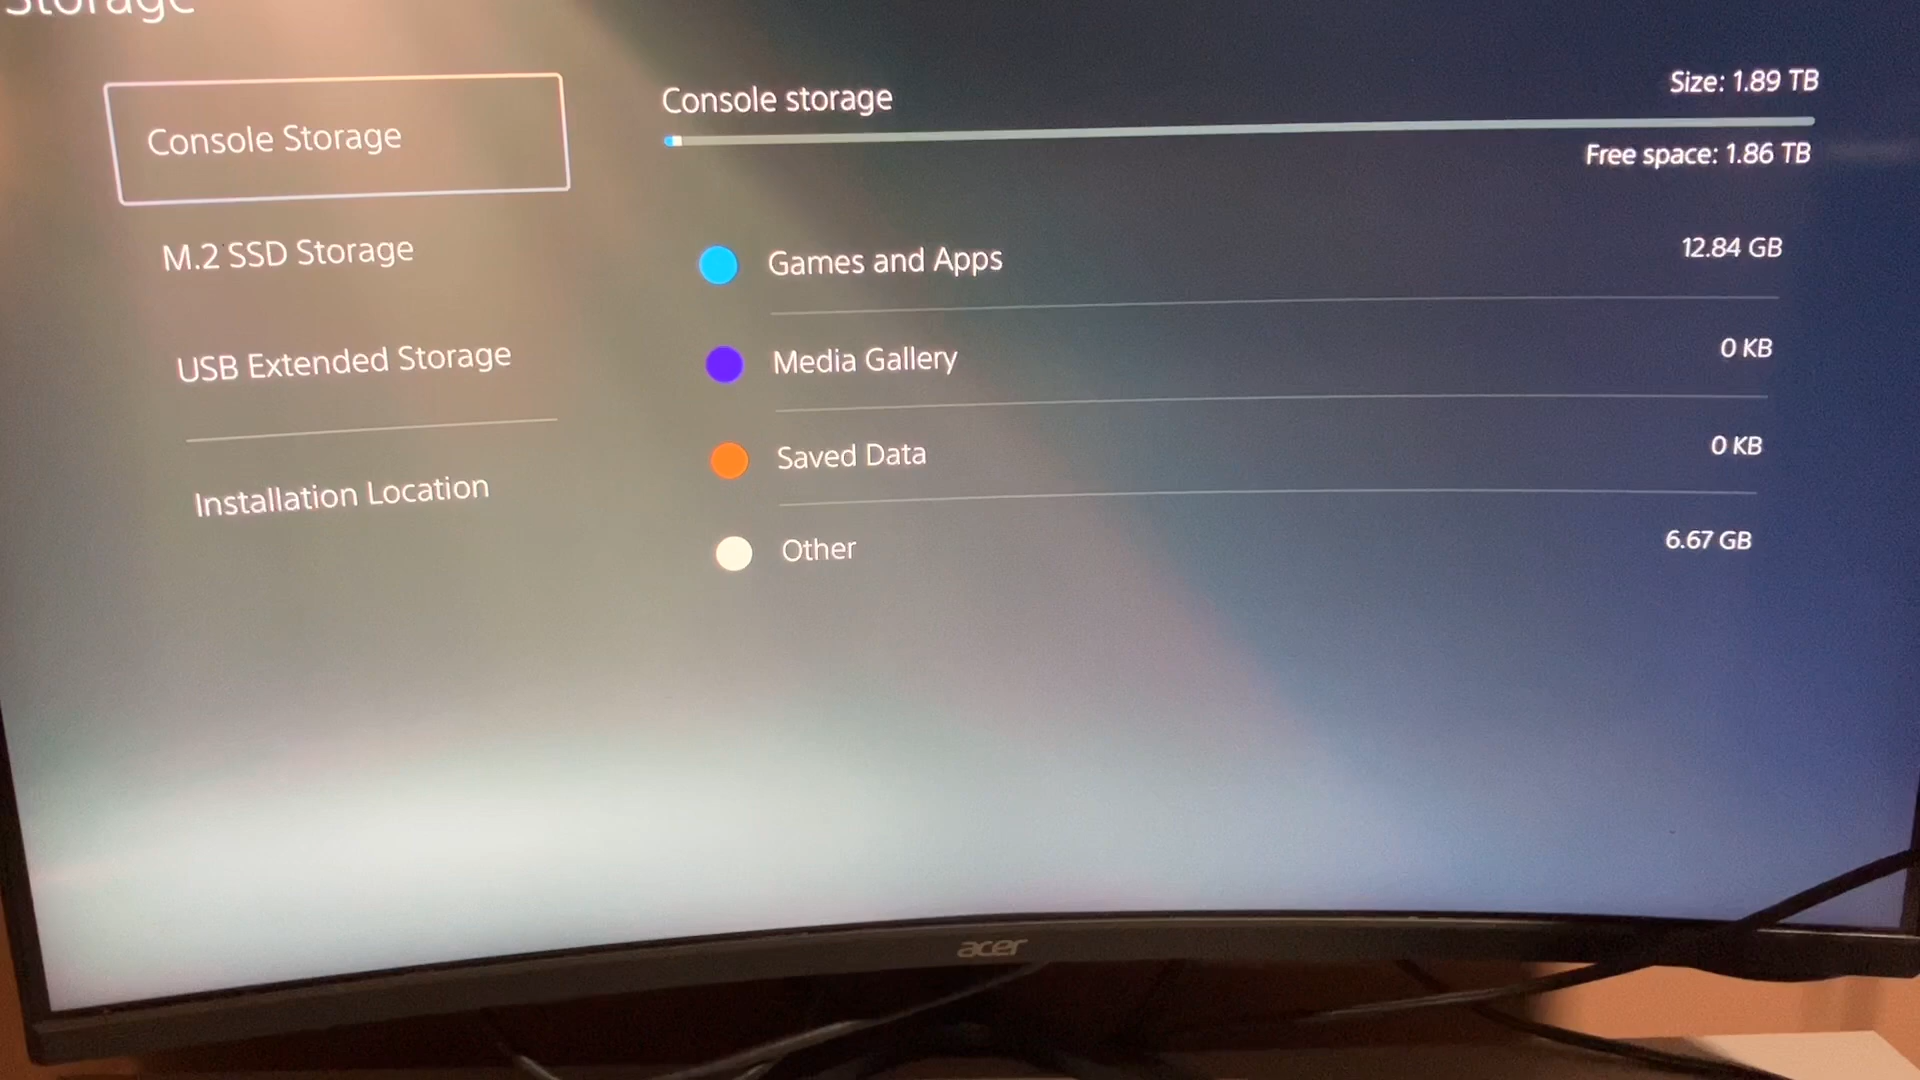 Storage
Console Storage
M.2 SSD Storage
USB Extended Storage
Installation Location
Console storage
Size: 1.89 TB
Free space: 1.86 TB
Games and Apps 12.84 GB
Media Gallery 0 KB
Saved Data 0 KB
Other 6.67 GB
acer